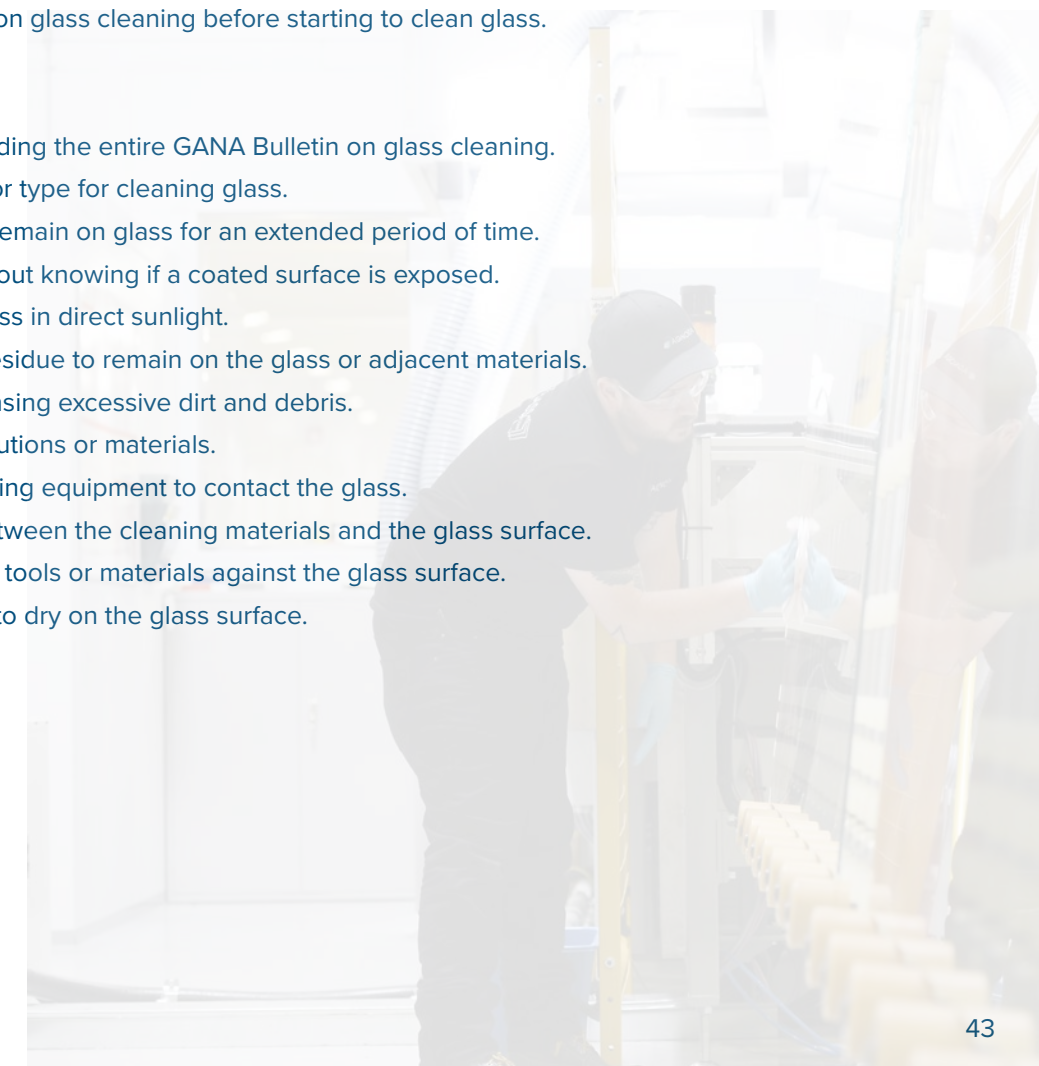 on glass cleaning before starting to clean glass.
ding the entire GANA Bulletin on glass cleaning.
or type for cleaning glass.
emain on glass for an extended period of time.
out knowing if a coated surface is exposed.
ss in direct sunlight.
esidue to remain on the glass or adjacent materials.
sing excessive dirt and debris.
utions or materials.
ing equipment to contact the glass.
tween the cleaning materials and the glass surface.
tools or materials against the glass surface.
to dry on the glass surface.
43